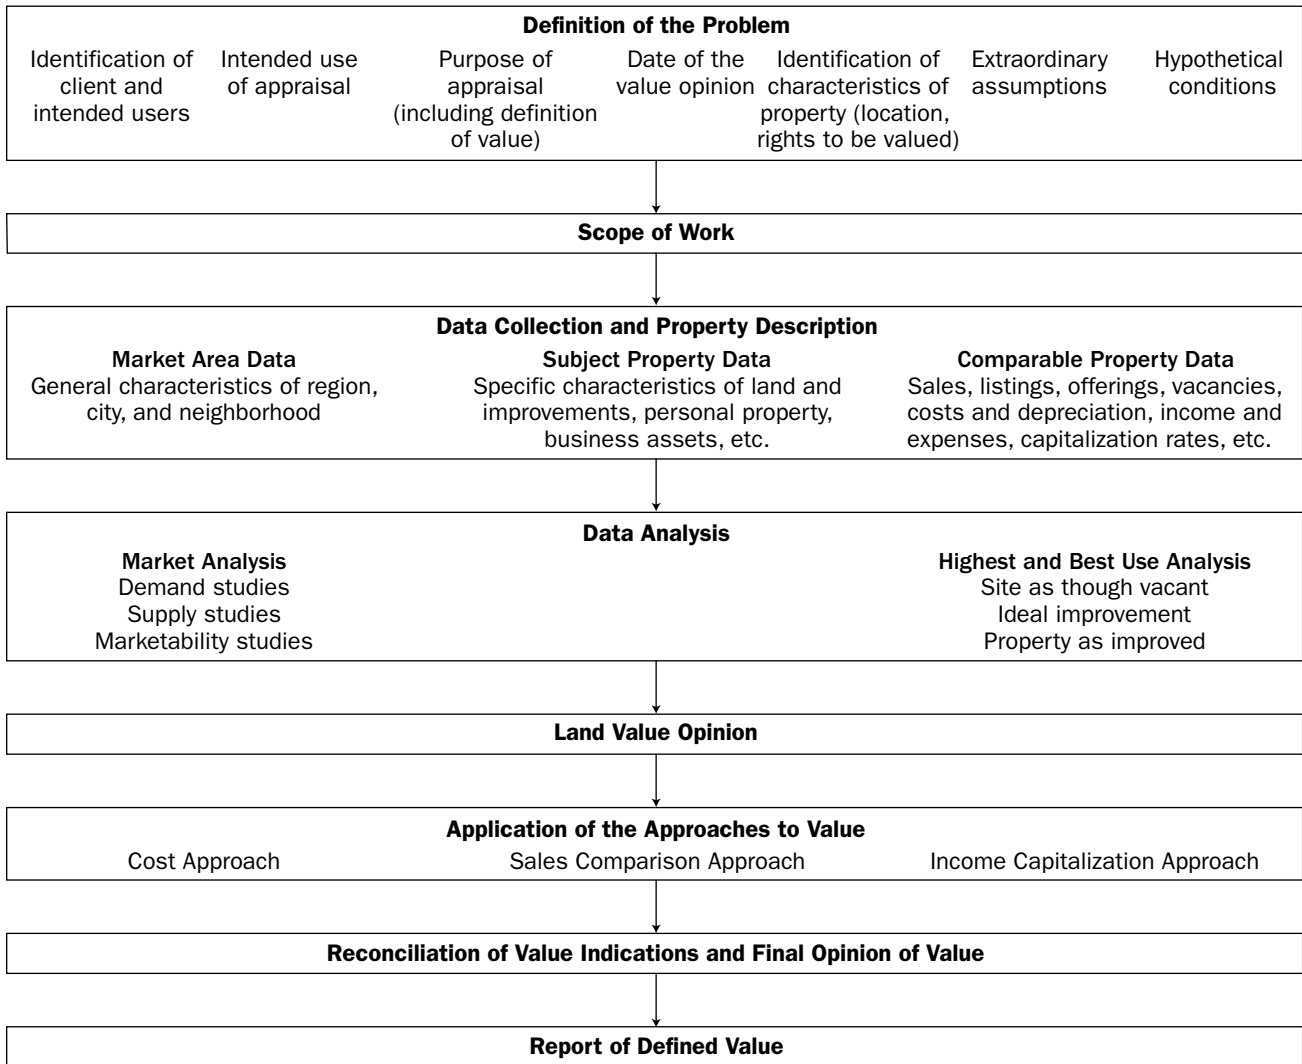 Definition of the Problem
Identification of
client and
intended users
Intended use
of appraisal
Purpose of
appraisal
(including definition
of value)
Date of the
value opinion
Identification of
characteristics of
property (location,
rights to be valued)
Extraordinary
assumptions
Hypothetical
conditions
Scope of Work
Data Collection and Property Description
Market Area Data
General characteristics of region,
city, and neighborhood
Subject Property Data
Specific characteristics of land and
improvements, personal property,
business assets, etc.
Comparable Property Data
Sales, listings, offerings, vacancies,
costs and depreciation, income and
expenses, capitalization rates, etc.
Data Analysis
Market Analysis
Demand studies
Supply studies
Marketability studies
Highest and Best Use Analysis
Site as though vacant
Ideal improvement
Property as improved
Land Value Opinion
Application of the Approaches to Value
Cost Approach
Sales Comparison Approach
Income Capitalization Approach
Reconciliation of Value Indications and Final Opinion of Value
Report of Defined Value